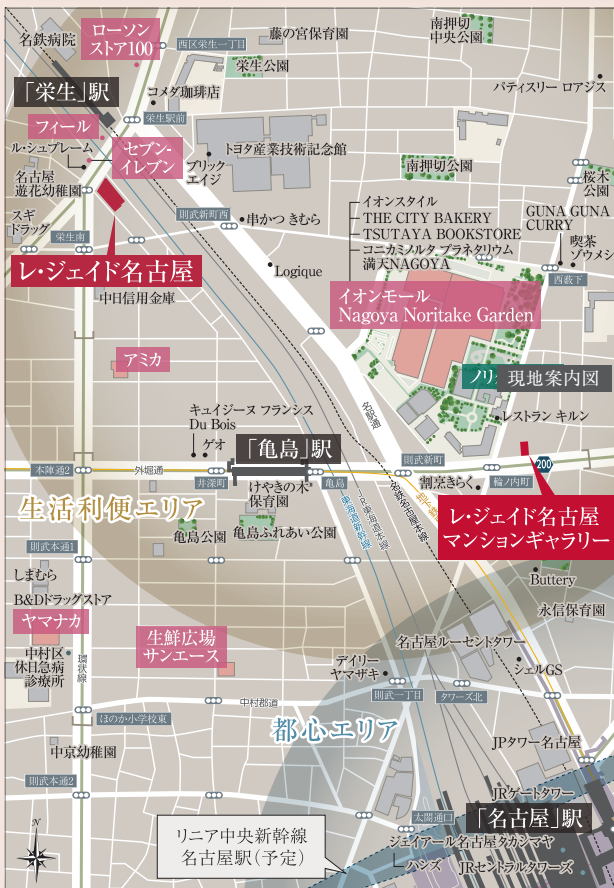 名鉄病院
ローソン
ストア100
西区栄生一丁目
藤の宮保育園
南押切
中央公園
栄生公園
「栄生」駅
コメダ珈琲店
パティスリー ロアジス
フィール
栄生駅前
ル・シュプレーム
セブン-
イレブン
トヨタ産業技術記念館
ブリック
エイジ
名古屋
遊花幼稚園
南押切公園
桜木
公園
スギ
ドラッグ
則武新町西
串かつ きむら
イオンスタイル
THE CITY BAKERY
TSUTAYA BOOKSTORE
コニカミノルタ プラネタリウム
満天NAGOYA
GUNA GUNA
CURRY
喫茶
ゾウメシ
栄生南
レ・ジェイド名古屋
Logique
西薮下
中日信用金庫
イオンモール
Nagoya Noritake Garden
アミカ
ノリ
現地案内図
名駅通
キュイジーヌ フランシス
Du Bois
ゲオ
「亀島」駅
レストラン キルン
則武新町
200
本陣通2
外堀通
井深町
亀島
割烹きらく
輪ノ内町
けやきの木
保育園
生活利便エリア
亀島公園
亀島ふれあい公園
東海道新幹線
JR東海道本線
名鉄名古屋本線
地下鉄
レ・ジェイド名古屋
マンションギャラリー
則武本通1
しまむら
B&Dドラッグストア
ヤマナカ
Buttery
永信保育園
生鮮広場
サンエース
名古屋ルーセントタワー
中村区
休日急病
診療所
環状線
デイリー
ヤマザキ
シェルGS
則武一丁目
タワーズ北
中村郡道
ほのか小学校東
都心エリア
中京幼稚園
JPタワー名古屋
則武本通2
JRゲートタワー
太閤通口
「名古屋」駅
リニア中央新幹線
名古屋駅(予定)
ジェイアール名古屋タカシマヤ
ハンズ
JRセントラルタワーズ
N